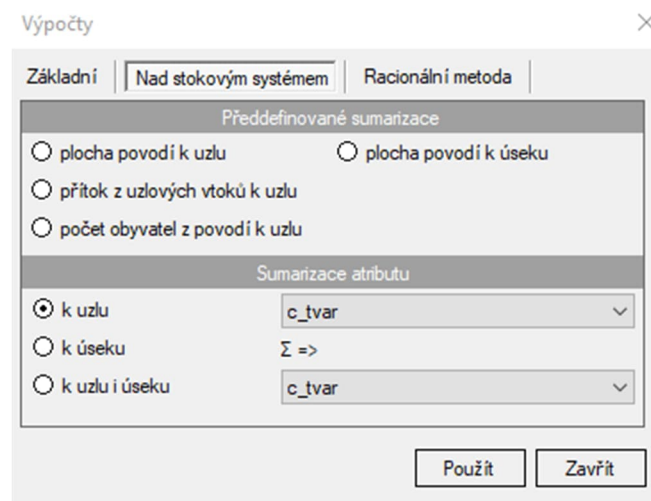 Výpočty
Základní Nad stokovým systémem Racionální metoda
Předdefinované sumarizace
plocha povodí k uzlu plocha povodí k úseku
přítok z uzlových vtoků k uzlu
počet obyvatel z povodí k uzlu
Sumarizace atributu
k uzlu c_tvar
k úseku Σ =>
k uzlu i úseku c_tvar
Použít Zavřít